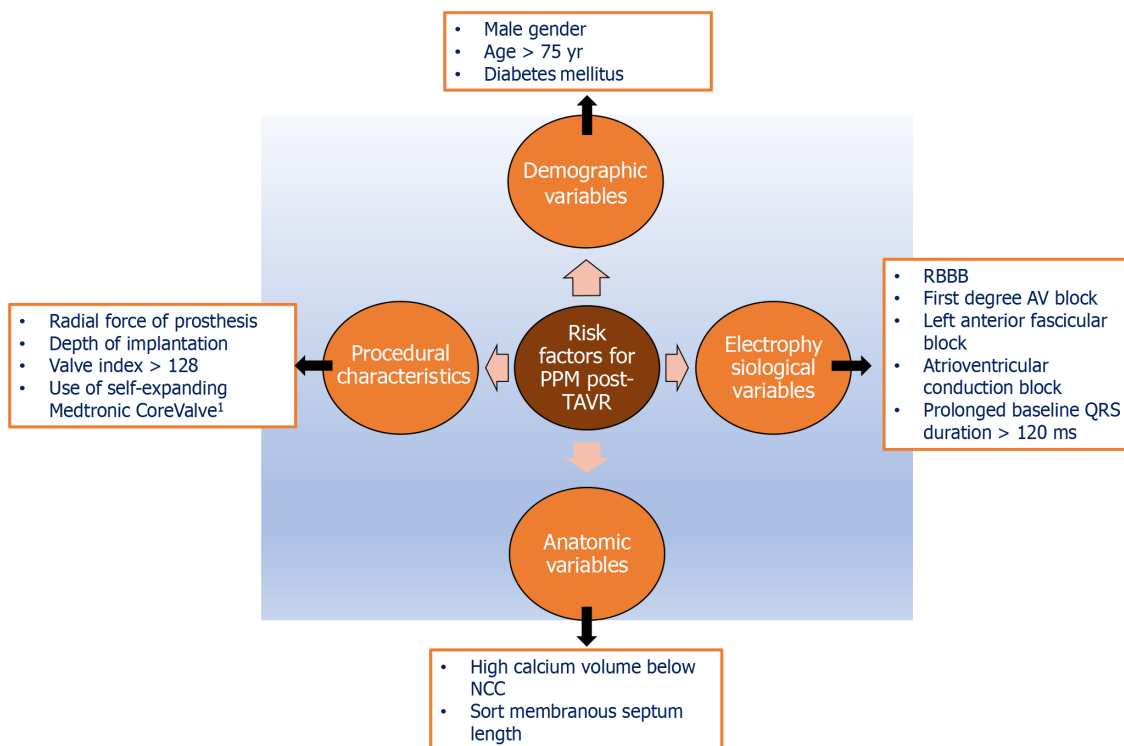 • Male gender
• Age > 75 yr
• Diabetes mellitus
Demographic
variables
• Radial force of prosthesis
• Depth of implantation
• Valve index > 128
• Use of self-expanding
Medtronic CoreValve¹
Procedural
characteristics
Risk
factors for
PPM post-
TAVR
Electrophy
siological
variables
• RBBB
• First degree AV block
• Left anterior fascicular
block
• Atrioventricular
conduction block
• Prolonged baseline QRS
duration > 120 ms
Anatomic
variables
• High calcium volume below
NCC
• Sort membranous septum
length